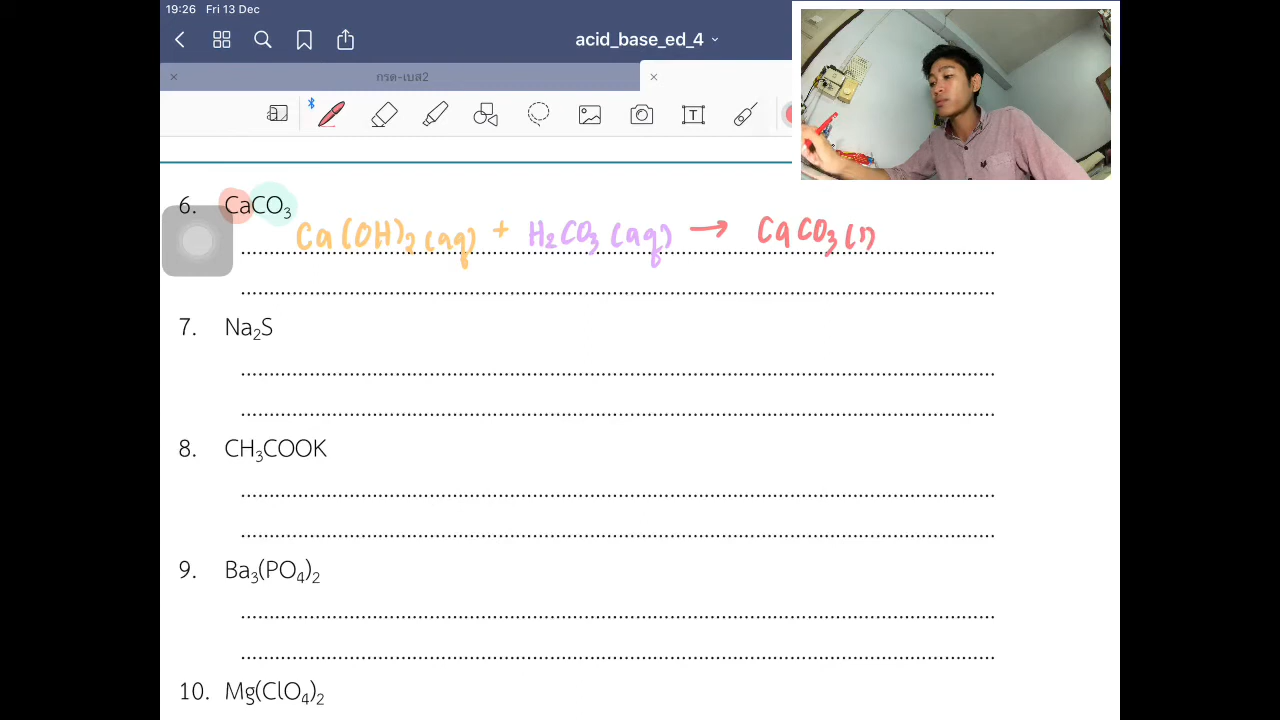 19:26 Fri 13 Dec
acid_base_ed_4
กรด-เบส2
T
6. CaCO₃
Ca(OH)₂(aq) + H₂CO₃(aq) → CaCO₃(
7. Na₂S
8. CH₃COOK
9. Ba₃(PO₄)₂
10. Mg(ClO₄)₂